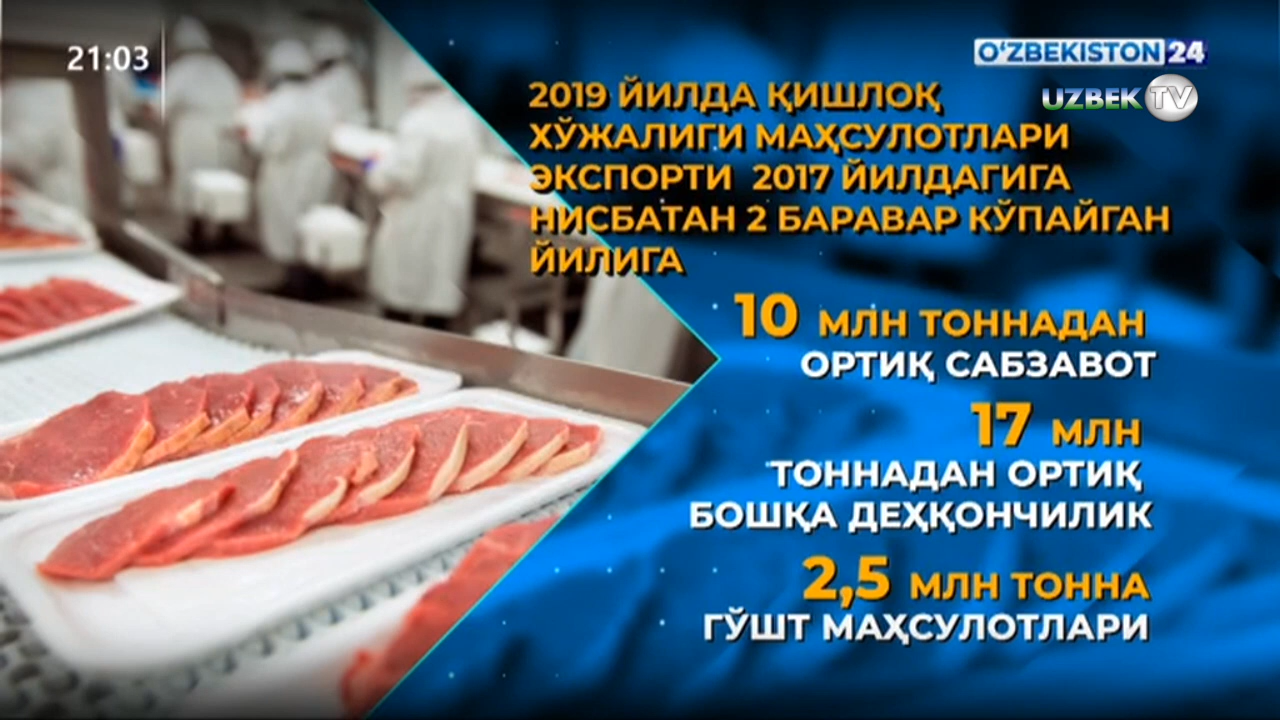 21:03
O‘ZBEKISTON 24
UZBEK TV
2019 ЙИЛДА ҚИШЛОҚ
ХЎЖАЛИГИ МАҲСУЛОТЛАРИ
ЭКСПОРТИ 2017 ЙИЛДАГИГА
НИСБАТАН 2 БАРАВАР КЎПАЙГАН
ЙИЛИГА
10 МЛН ТОННАДАН
ОРТИҚ САБЗАВОТ
17 МЛН
ТОННАДАН ОРТИҚ
БОШҚА ДЕҲҚОНЧИЛИК
2,5 МЛН ТОННА
ГЎШТ МАҲСУЛОТЛАРИ